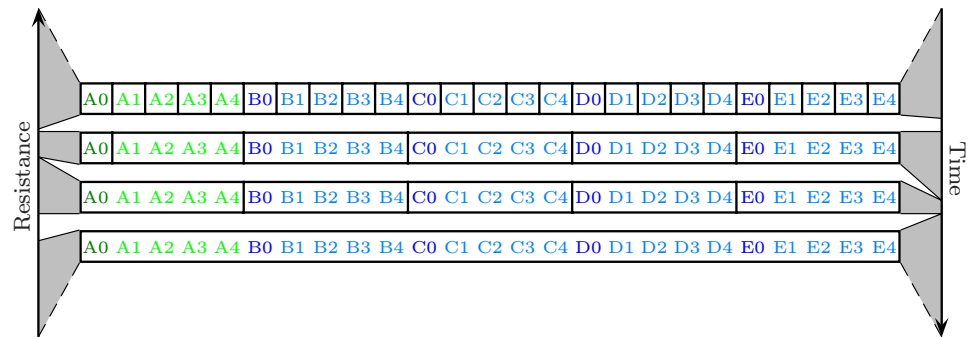 Resistance
A0 A1 A2 A3 A4 B0 B1 B2 B3 B4 C0 C1 C2 C3 C4 D0 D1 D2 D3 D4 E0 E1 E2 E3 E4
A0 A1 A2 A3 A4 B0 B1 B2 B3 B4 C0 C1 C2 C3 C4 D0 D1 D2 D3 D4 E0 E1 E2 E3 E4
A0 A1 A2 A3 A4 B0 B1 B2 B3 B4 C0 C1 C2 C3 C4 D0 D1 D2 D3 D4 E0 E1 E2 E3 E4
A0 A1 A2 A3 A4 B0 B1 B2 B3 B4 C0 C1 C2 C3 C4 D0 D1 D2 D3 D4 E0 E1 E2 E3 E4
Time